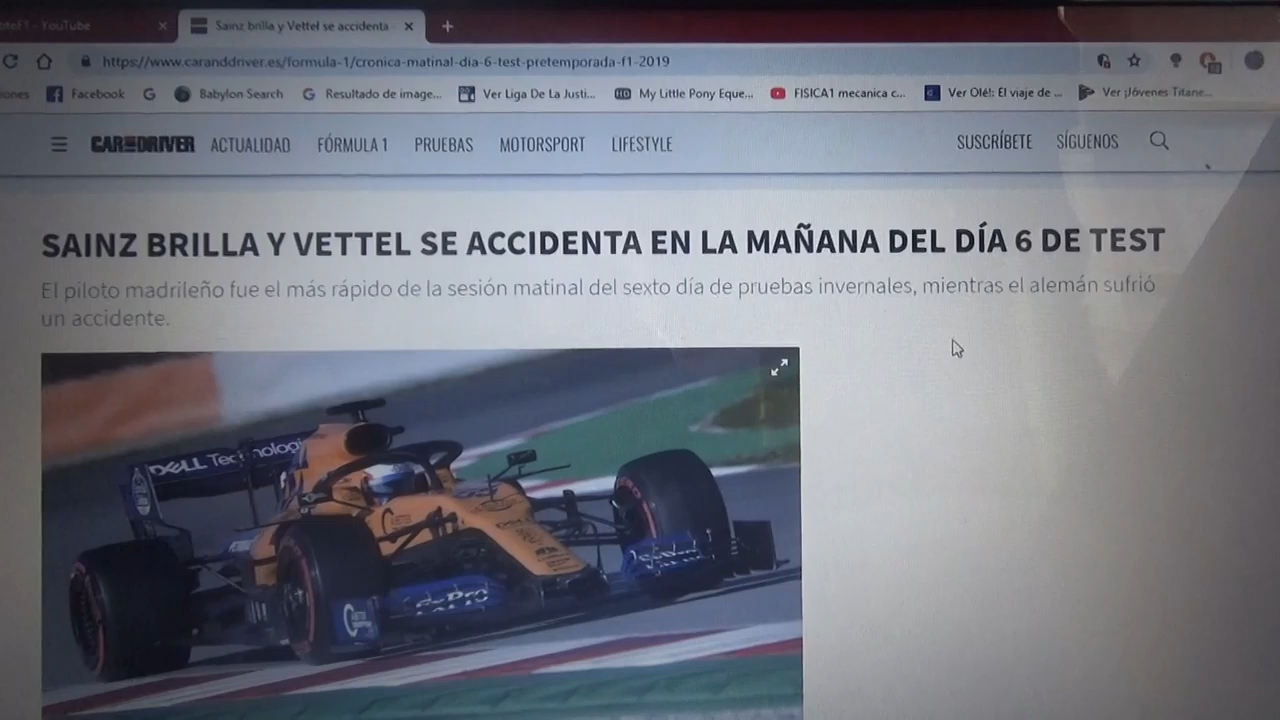 oteF1 - YouTube
Sainz brilla y Vettel se accidenta
https://www.caranddriver.es/formula-1/cronica-matinal-dia-6-test-pretemporada-f1-2019
ones Facebook Babylon Search Resultado de image... Ver Liga De La Justi... My Little Pony Eque... FISICA1 mecanica c... Ver Olé!: El viaje de ... Ver ¡Jóvenes Titane...
CAR AND DRIVER ACTUALIDAD FÓRMULA 1 PRUEBAS MOTORSPORT LIFESTYLE SUSCRÍBETE SÍGUENOS
SAINZ BRILLA Y VETTEL SE ACCIDENTA EN LA MAÑANA DEL DÍA 6 DE TEST
El piloto madrileño fue el más rápido de la sesión matinal del sexto día de pruebas invernales, mientras el alemán sufrió
un accidente.
DELL Technologi